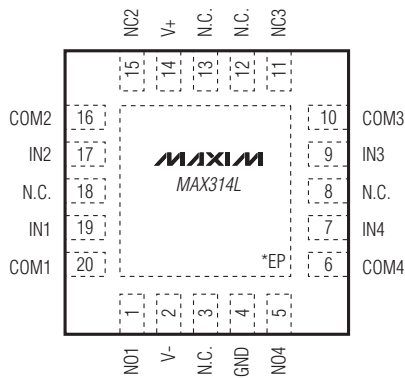 NC2 V+ N.C. N.C. NC3
15 14 13 12 11
COM2 16 10 COM3
IN2 17 MAXIM 9 IN3
N.C. 18 MAX314L 8 N.C.
IN1 19 7 IN4
COM1 20 *EP 6 COM4
1 2 3 4 5
NO1 V- N.C. GND NO4